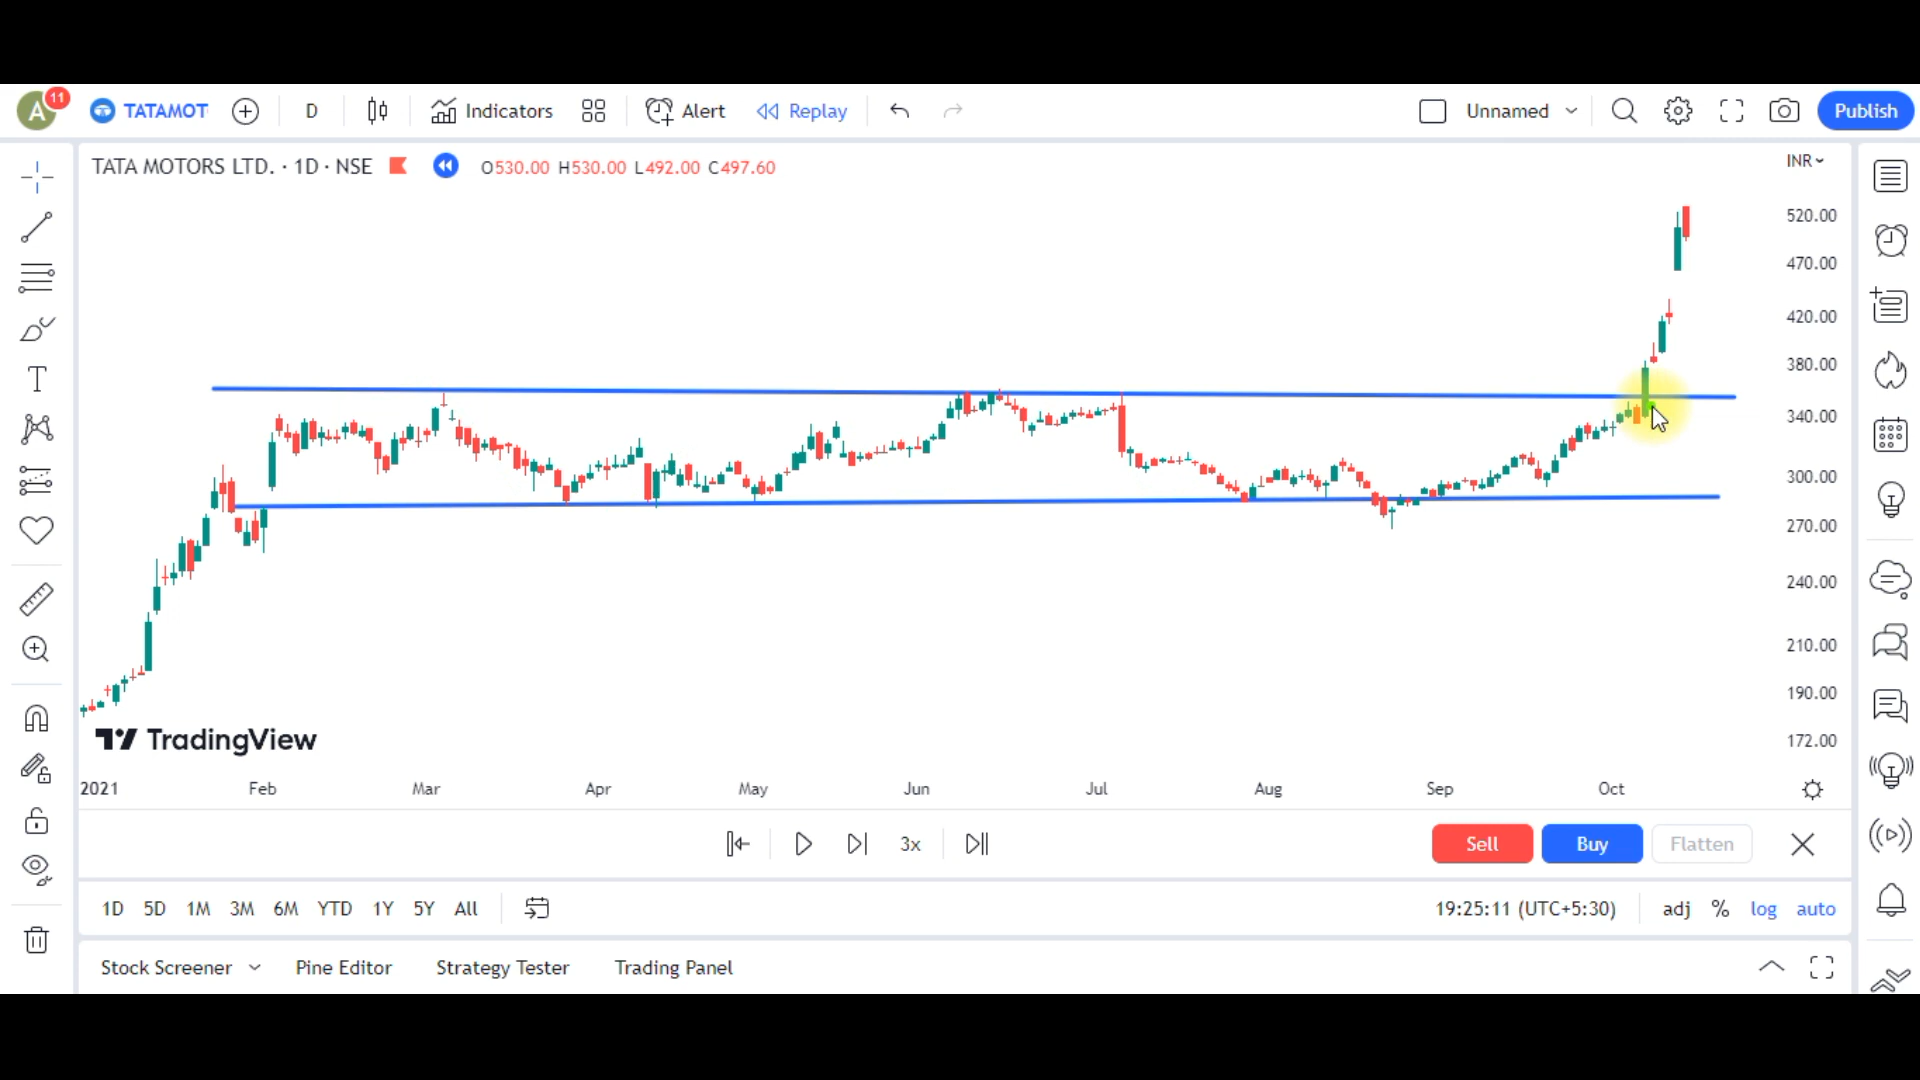 A 11 TATAMOT D Indicators Alert Replay Unnamed Publish
TATA MOTORS LTD. · 1D · NSE O530.00 H530.00 L492.00 C497.60 INR
520.00
470.00
420.00
380.00
340.00
300.00
270.00
240.00
210.00
190.00
172.00
TradingView
2021 Feb Mar Apr May Jun Jul Aug Sep Oct
3x Sell Buy Flatten
1D 5D 1M 3M 6M YTD 1Y 5Y All 19:25:11 (UTC+5:30) adj % log auto
Stock Screener Pine Editor Strategy Tester Trading Panel